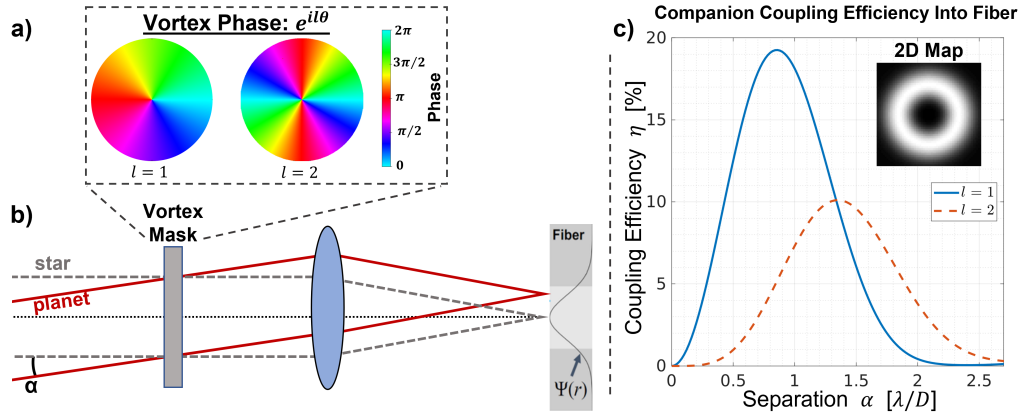 a)
Vortex Phase: e^{ilθ}
2π
3π/2
π
π/2
0
Phase
l = 1
l = 2
b)
Vortex
Mask
star
planet
α
Fiber
Ψ(r)
c)
Companion Coupling Efficiency Into Fiber
2D Map
l = 1
l = 2
Coupling Efficiency η [%]
20
15
10
5
0
0
0.5
1
1.5
2
2.5
Separation α [λ/D]